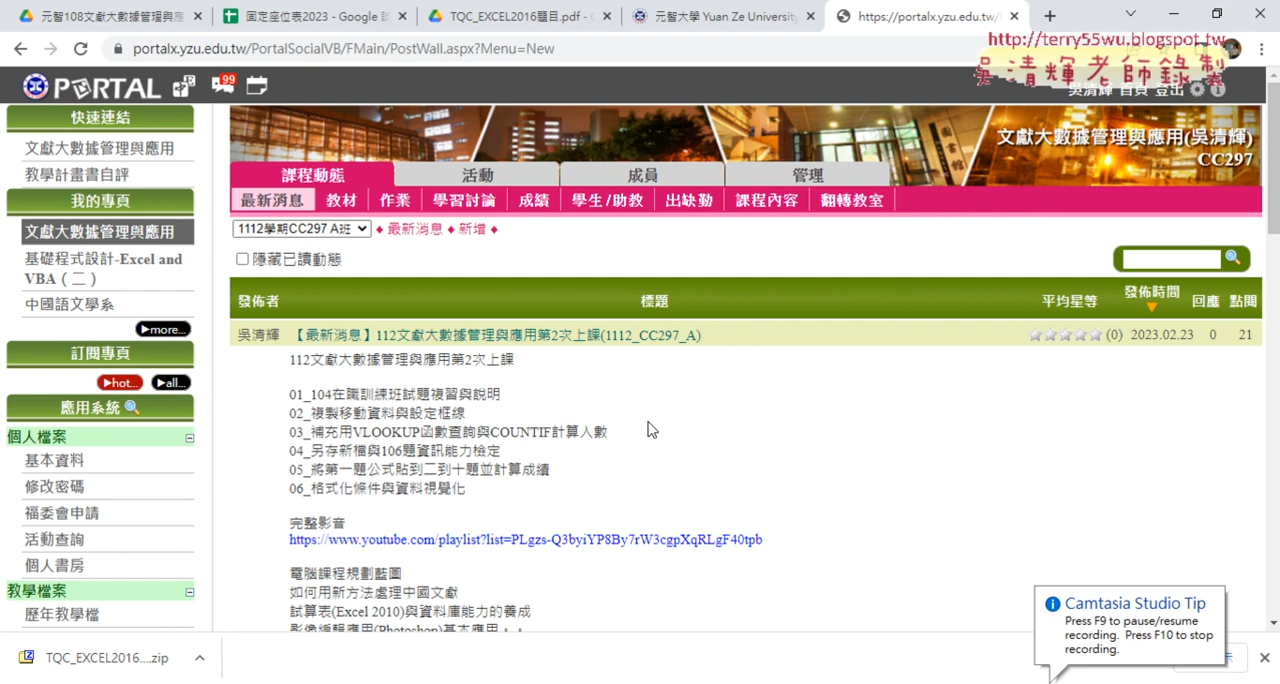 元智108文獻大數據管理與應
固定座位表2023 - Google 試
TQC_EXCEL2016題目.pdf - G
元智大學 Yuan Ze University
https://portalx.yzu.edu.tw/
portalx.yzu.edu.tw/PortalSocialVB/FMain/PostWall.aspx?Menu=New
http://terry55wu.blogspot.tw
吳清輝老師錄製
PORTAL
99
吳清輝 首頁 登出
快速連結
文獻大數據管理與應用
教學計畫書自評
我的專頁
文獻大數據管理與應用
基礎程式設計-Excel and
VBA（二）
中國語文學系
▶more...
訂閱專頁
▶hot...
▶all...
應用系統
個人檔案
基本資料
修改密碼
福委會申請
活動查詢
個人書房
教學檔案
歷年教學檔
文獻大數據管理與應用(吳清輝)
CC297
課程動態
活動
成員
管理
最新消息
教材
作業
學習討論
成績
學生/助教
出缺勤
課程內容
翻轉教室
1112學期CC297 A班
♦ 最新消息 ♦ 新增 ♦
隱藏已讀動態
發佈者
標題
平均星等
發佈時間
回應
點閱
吳清輝
【最新消息】112文獻大數據管理與應用第2次上課(1112_CC297_A)
(0)
2023.02.23
0
21
112文獻大數據管理與應用第2次上課
01_104在職訓練班試題複習與說明
02_複製移動資料與設定框線
03_補充用VLOOKUP函數查詢與COUNTIF計算人數
04_另存新檔與106題資訊能力檢定
05_將第一題公式貼到二到十題並計算成績
06_格式化條件與資料視覺化
完整影音
https://www.youtube.com/playlist?list=PLgzs-Q3byiYP8By7rW3cgpXqRLgF40tpb
電腦課程規劃藍圖
如何用新方法處理中國文獻
試算表(Excel 2010)與資料庫能力的養成
影像編輯應用(Photoshop)基本應用。。
Camtasia Studio Tip
Press F9 to pause/resume
recording. Press F10 to stop
recording.
TQC_EXCEL2016....zip